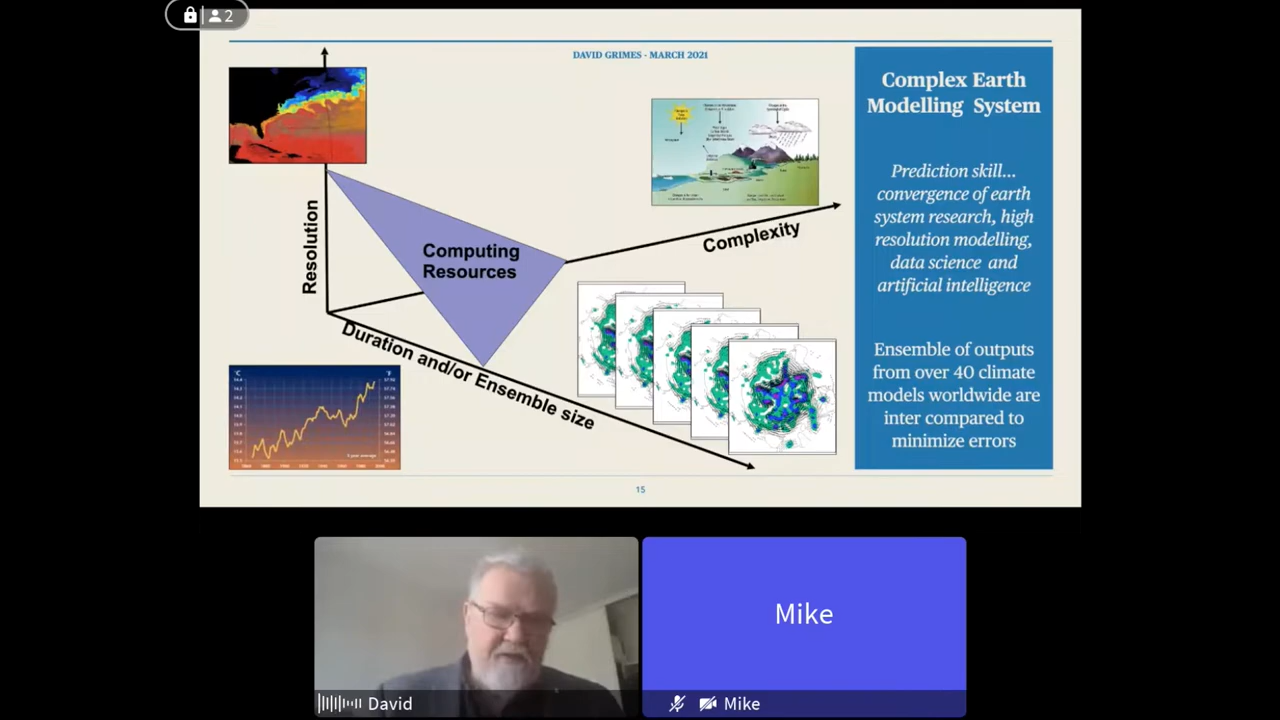 2
DAVID GRIMES - MARCH 2021
Resolution
Computing
Resources
Complexity
Duration and/or Ensemble size
°C
°F
Complex Earth
Modelling System
Prediction skill...
convergence of earth
system research, high
resolution modelling,
data science and
artificial intelligence
Ensemble of outputs
from over 40 climate
models worldwide are
inter compared to
minimize errors
15
Mike
David
Mike